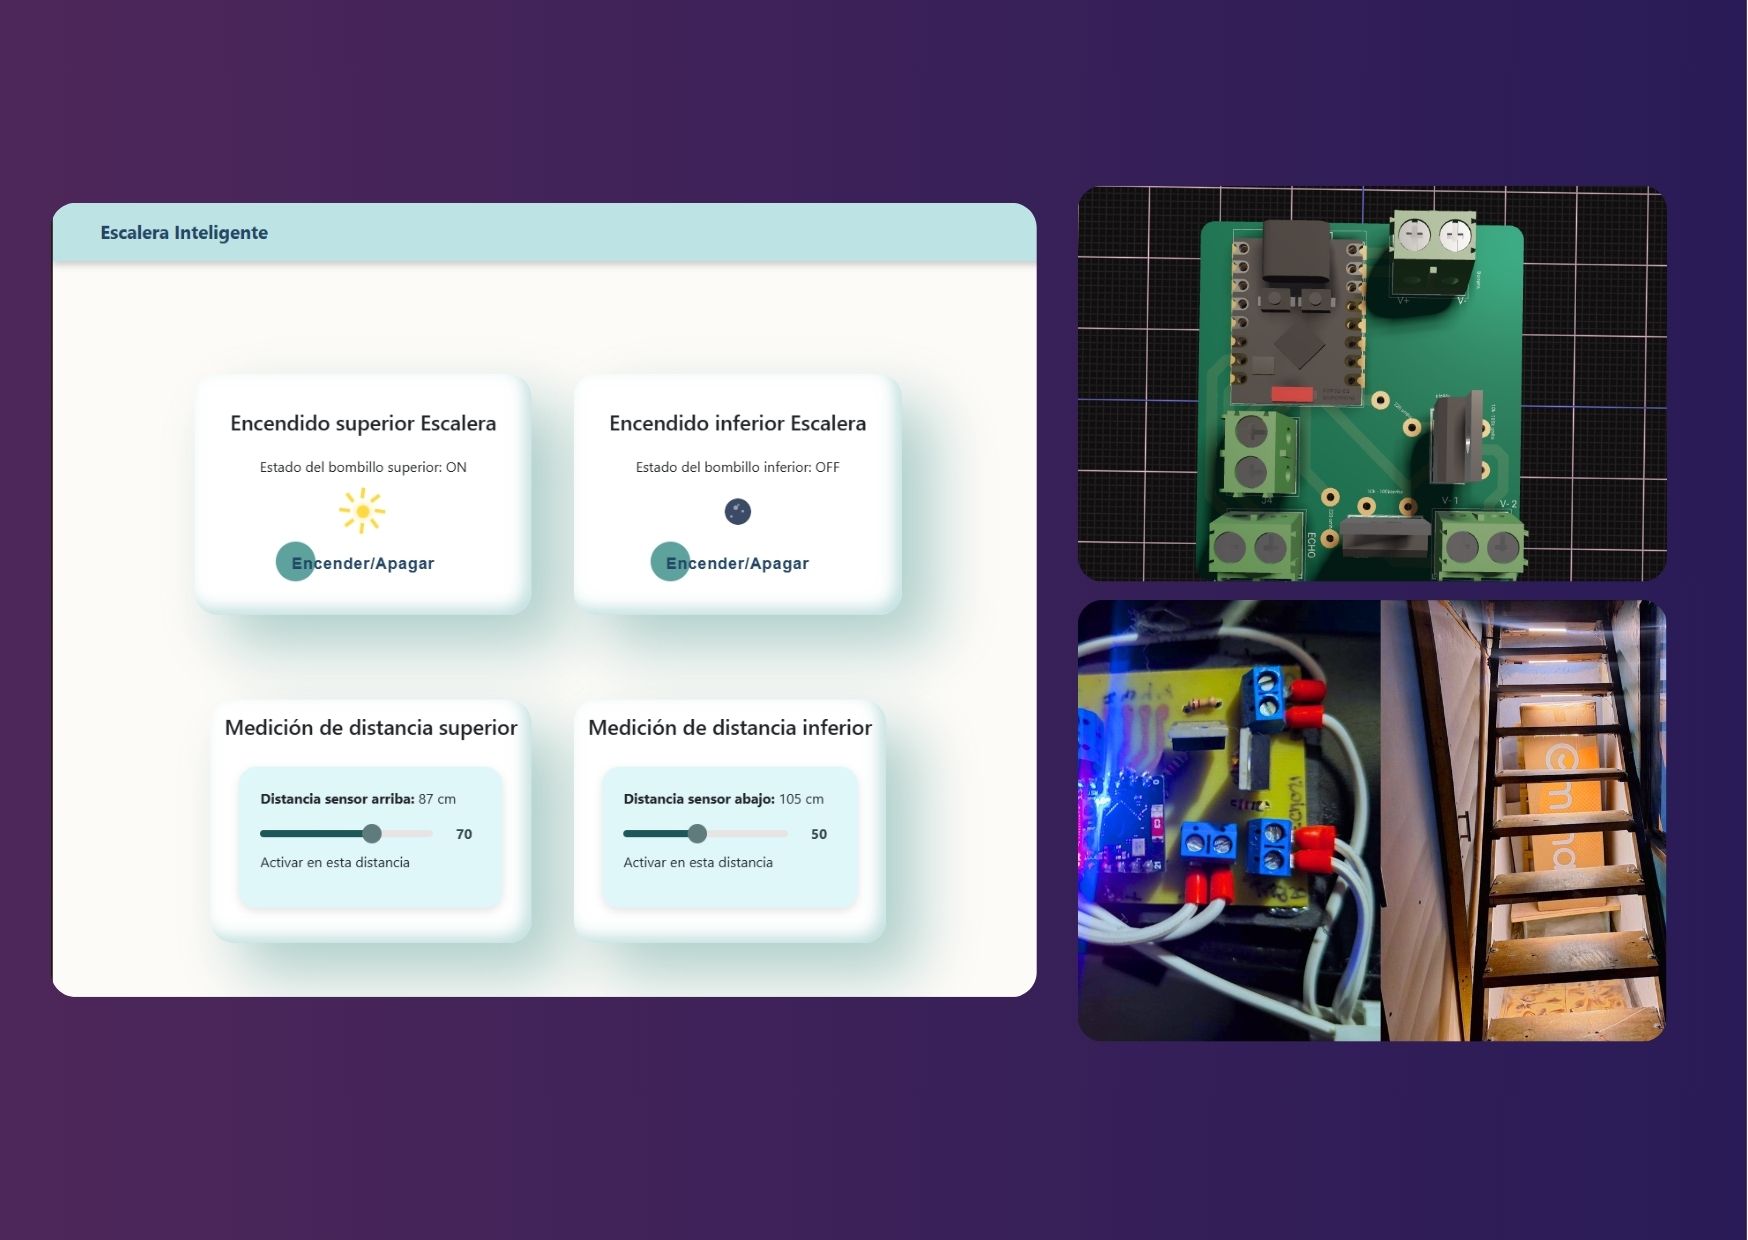 Escalera Inteligente
Encendido superior Escalera
Estado del bombillo superior: ON
Encender/Apagar
Encendido inferior Escalera
Estado del bombillo inferior: OFF
Encender/Apagar
Medición de distancia superior
Distancia sensor arriba: 87 cm
70
Activar en esta distancia
Medición de distancia inferior
Distancia sensor abajo: 105 cm
50
Activar en esta distancia
V+
V-
J4
ECHO
V-1
V-2